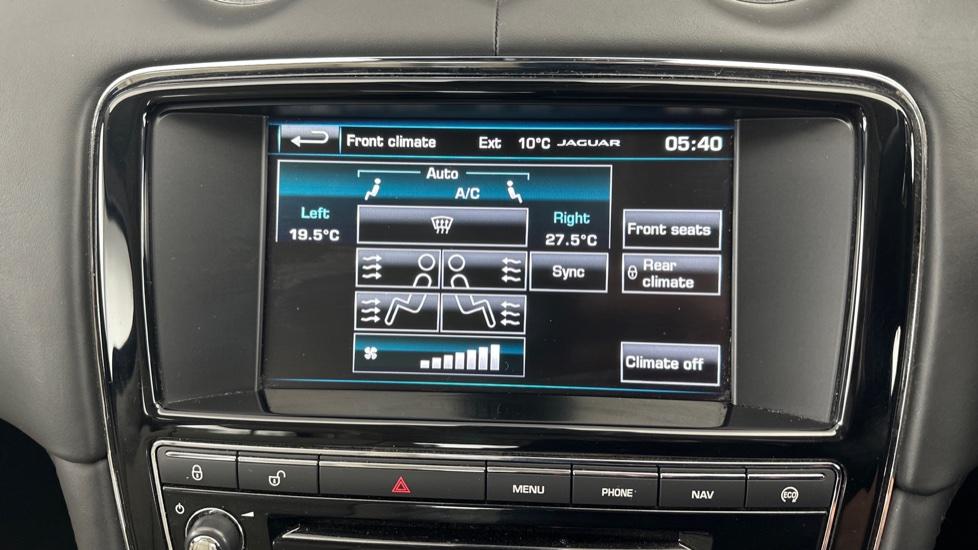 Front climate Ext 10°C JAGUAR 05:40
Auto
A/C
Left
19.5°C
Right
27.5°C
Front seats
Sync
Rear
climate
Climate off
MENU PHONE NAV ECO